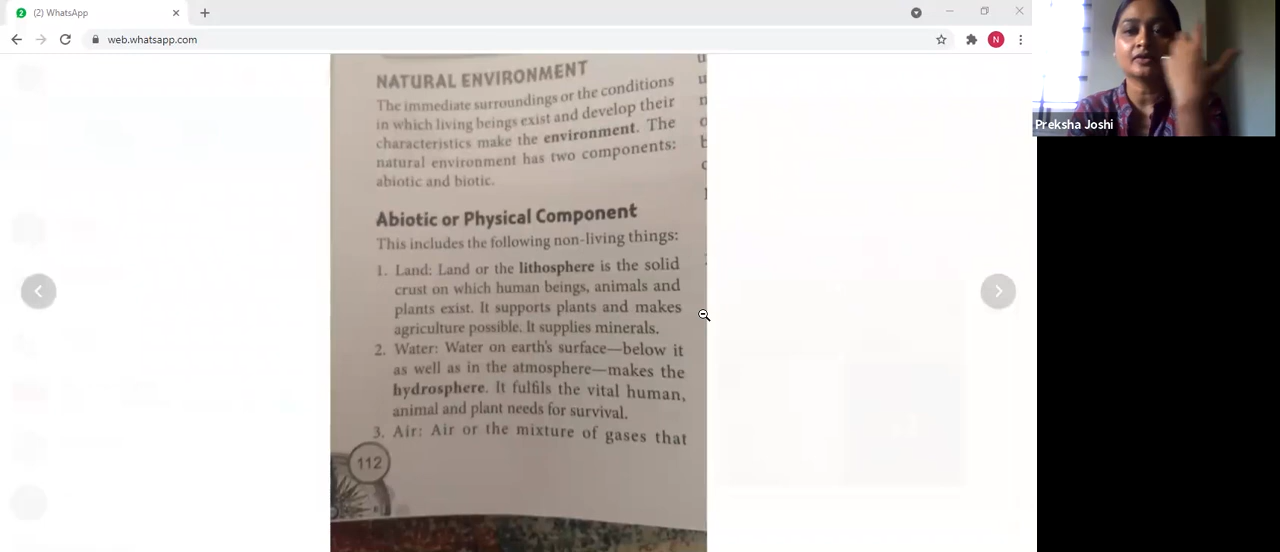 2
(2) WhatsApp
web.whatsapp.com
N
NATURAL ENVIRONMENT
The immediate surroundings or the conditions
in which living beings exist and develop their
characteristics make the environment. The
natural environment has two components:
abiotic and biotic.
Abiotic or Physical Component
This includes the following non-living things:
1. Land: Land or the lithosphere is the solid
crust on which human beings, animals and
plants exist. It supports plants and makes
agriculture possible. It supplies minerals.
2. Water: Water on earth's surface—below it
as well as in the atmosphere—makes the
hydrosphere. It fulfils the vital human,
animal and plant needs for survival.
3. Air: Air or the mixture of gases that
112
Preksha Joshi